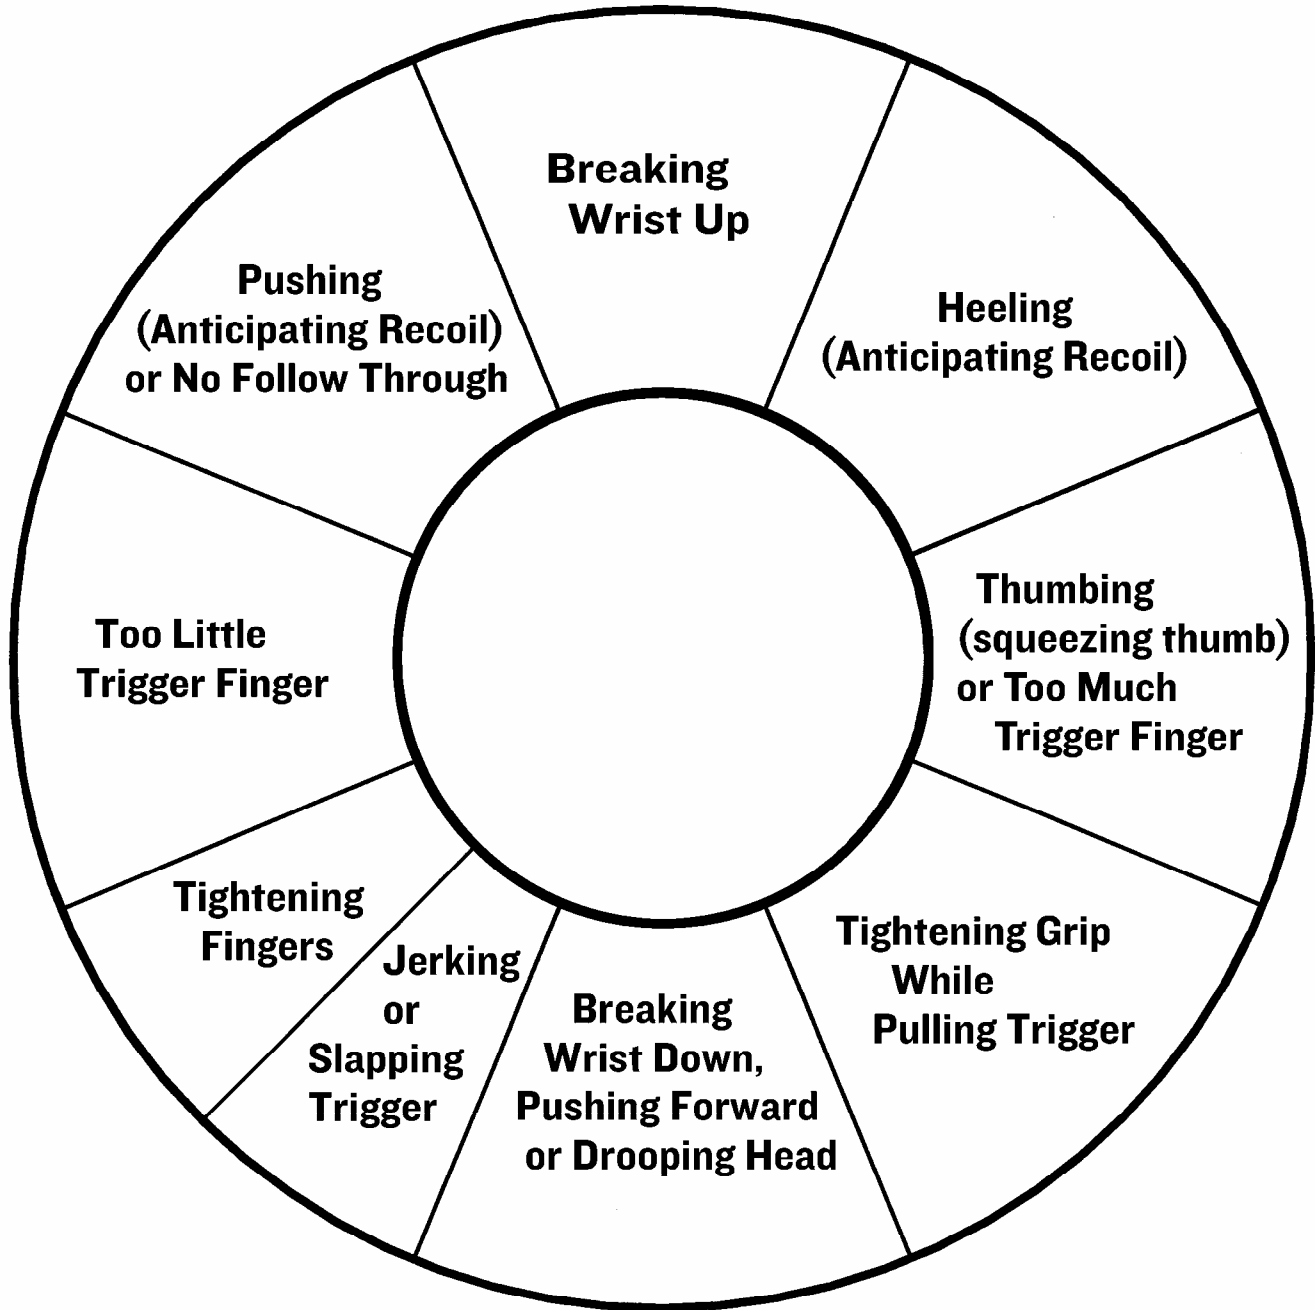 Breaking
Wrist Up
Heeling
(Anticipating Recoil)
Thumbing
(squeezing thumb)
or Too Much
Trigger Finger
Tightening Grip
While
Pulling Trigger
Breaking
Wrist Down,
Pushing Forward
or Drooping Head
Jerking
or
Slapping
Trigger
Tightening
Fingers
Too Little
Trigger Finger
Pushing
(Anticipating Recoil)
or No Follow Through